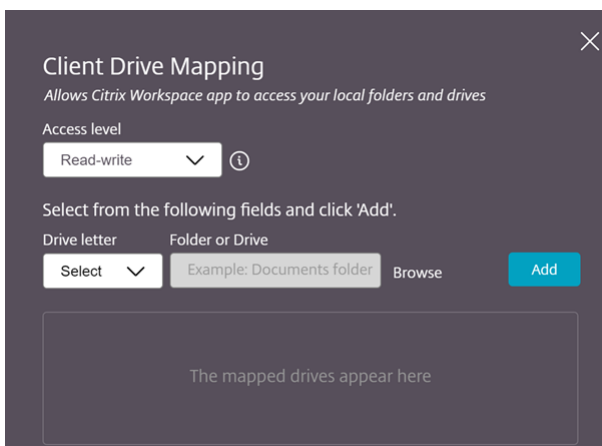 Client Drive Mapping
Allows Citrix Workspace app to access your local folders and drives
Access level
Read-write
Select from the following fields and click 'Add'.
Drive letter Folder or Drive
Select Example: Documents folder Browse Add
The mapped drives appear here